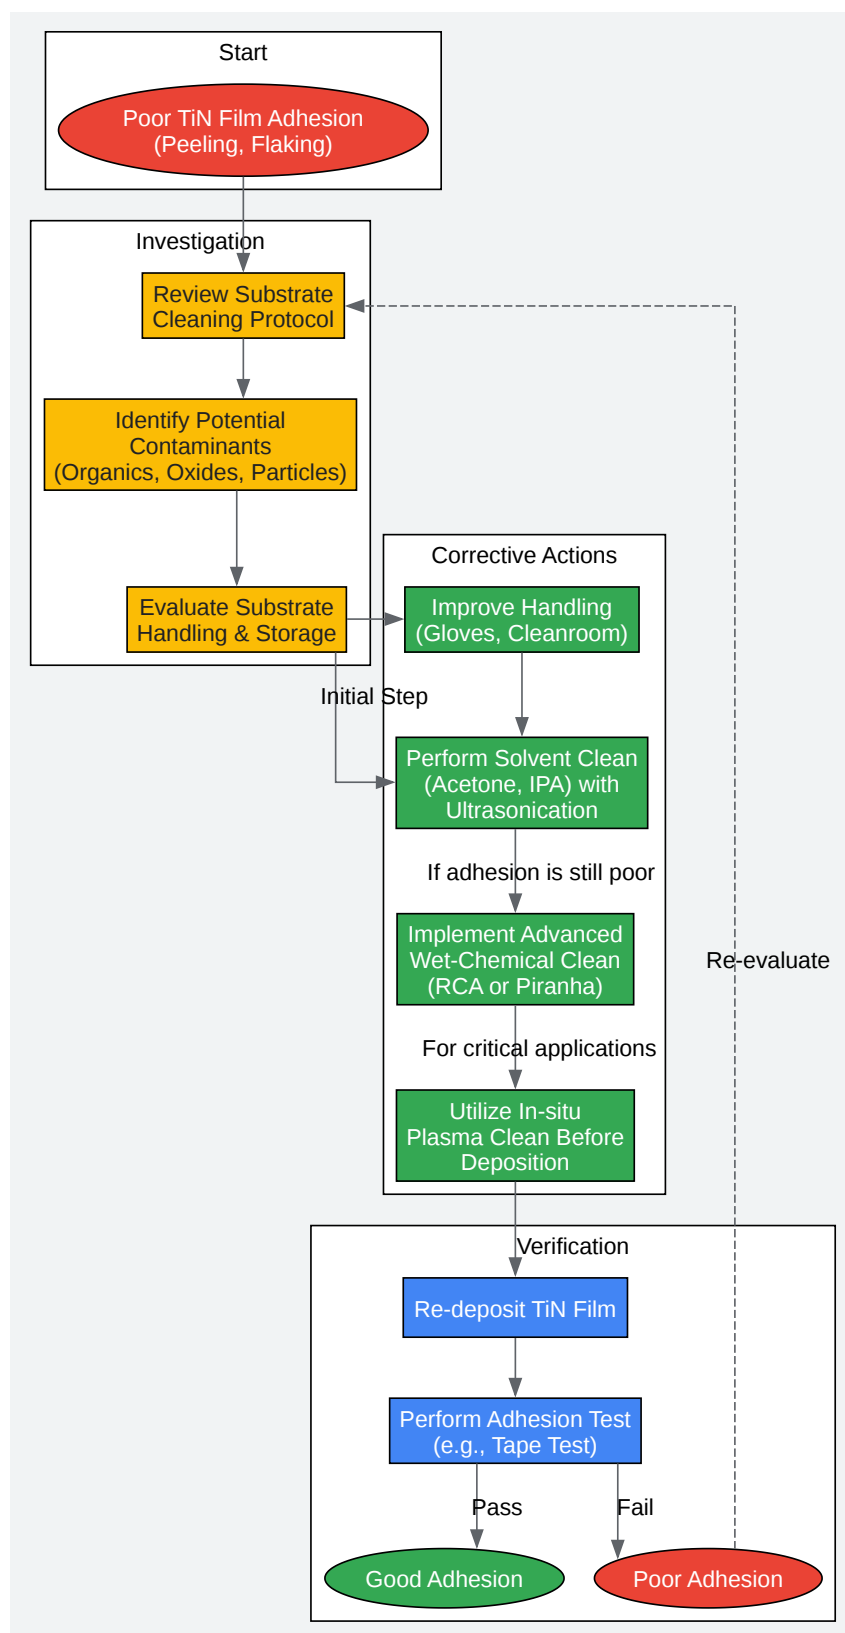 Start
Poor TiN Film Adhesion
(Peeling, Flaking)
Investigation
Review Substrate
Cleaning Protocol
Identify Potential
Contaminants
(Organics, Oxides, Particles)
Evaluate Substrate
Handling & Storage
Corrective Actions
Improve Handling
(Gloves, Cleanroom)
Initial Step
Perform Solvent Clean
(Acetone, IPA) with
Ultrasonication
If adhesion is still poor
Implement Advanced
Wet-Chemical Clean
(RCA or Piranha)
Re-evaluate
For critical applications
Utilize In-situ
Plasma Clean Before
Deposition
Verification
Re-deposit TiN Film
Perform Adhesion Test
(e.g., Tape Test)
Pass
Fail
Good Adhesion
Poor Adhesion